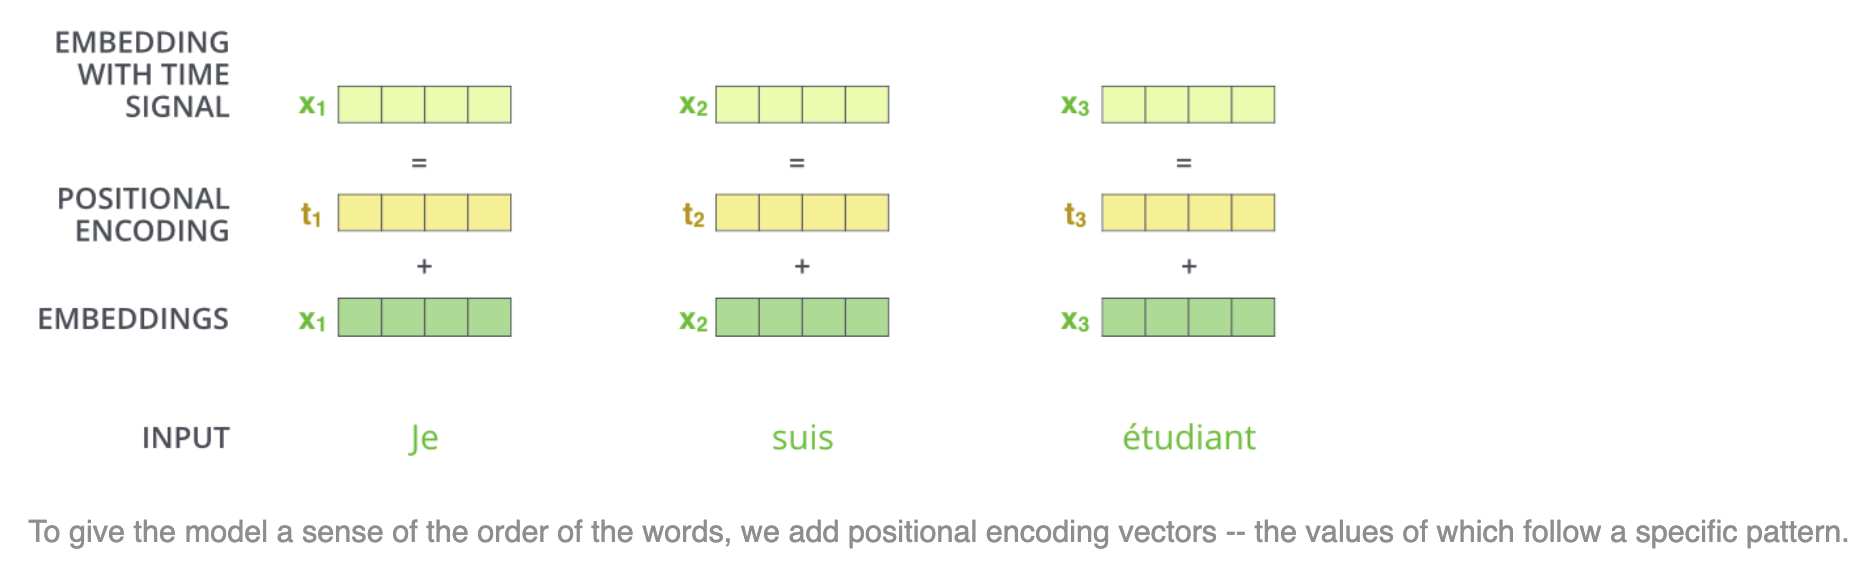 EMBEDDING
WITH TIME
SIGNAL
x₁
x₂
x₃
=
=
=
POSITIONAL
ENCODING
t₁
t₂
t₃
+
+
+
EMBEDDINGS
x₁
x₂
x₃
INPUT
Je
suis
étudiant
To give the model a sense of the order of the words, we add positional encoding vectors -- the values of which follow a specific pattern.